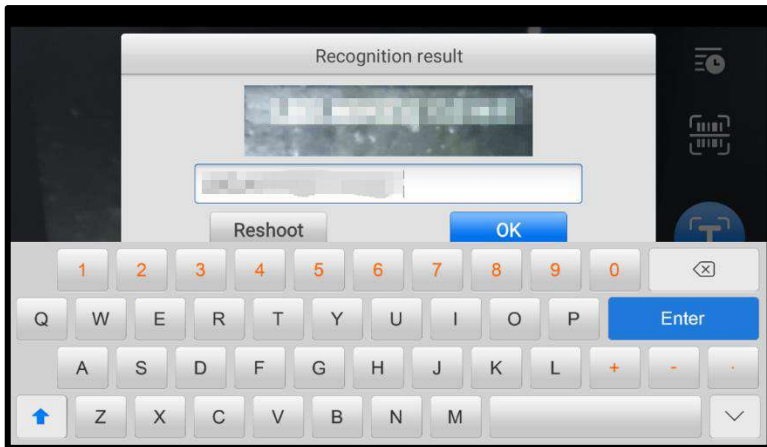 Recognition result
Reshoot
OK
1 2 3 4 5 6 7 8 9 0
Q W E R T Y U I O P Enter
A S D F G H J K L + - .
Z X C V B N M